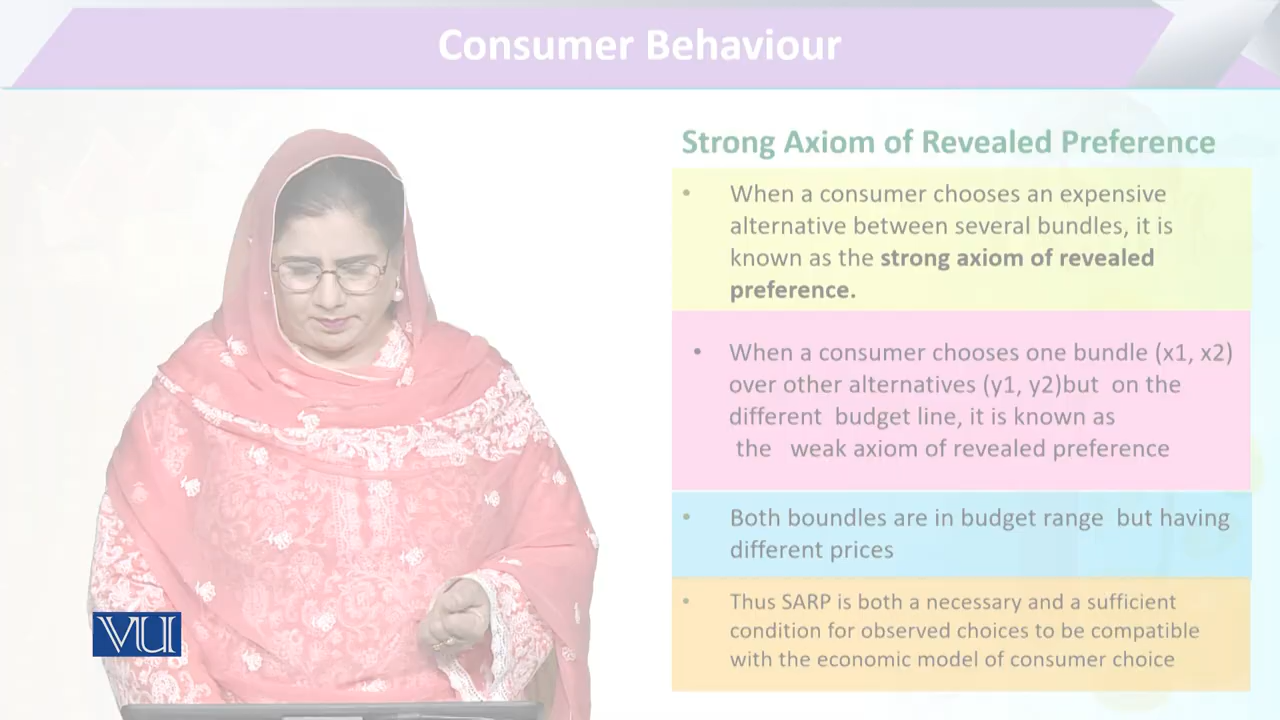 Consumer Behaviour
Strong Axiom of Revealed Preference
• When a consumer chooses an expensive
alternative between several bundles, it is
known as the strong axiom of revealed
preference.
• When a consumer chooses one bundle (x1, x2)
over other alternatives (y1, y2)but on the
different budget line, it is known as
the weak axiom of revealed preference
• Both boundles are in budget range but having
different prices
• Thus SARP is both a necessary and a sufficient
condition for observed choices to be compatible
with the economic model of consumer choice
VU